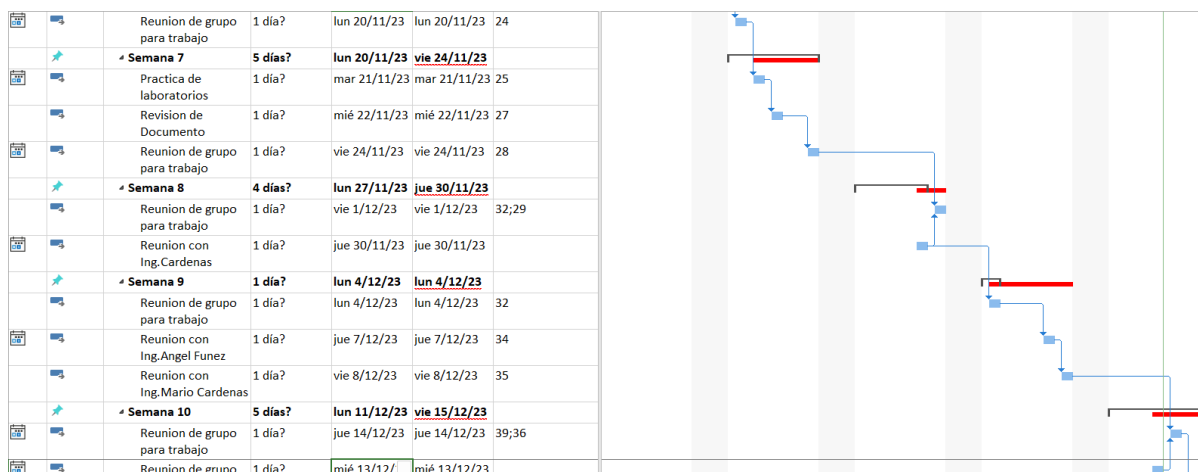 Reunion de grupo 1 día? lun 20/11/23 lun 20/11/23 24
para trabajo
Semana 7 5 días? lun 20/11/23 vie 24/11/23
Practica de 1 día? mar 21/11/23 mar 21/11/23 25
laboratorios
Revision de 1 día? mié 22/11/23 mié 22/11/23 27
Documento
Reunion de grupo 1 día? vie 24/11/23 vie 24/11/23 28
para trabajo
Semana 8 4 días? lun 27/11/23 jue 30/11/23
Reunion de grupo 1 día? vie 1/12/23 vie 1/12/23 32;29
para trabajo
Reunion con 1 día? jue 30/11/23 jue 30/11/23
Ing.Cardenas
Semana 9 1 día? lun 4/12/23 lun 4/12/23
Reunion de grupo 1 día? lun 4/12/23 lun 4/12/23 32
para trabajo
Reunion con 1 día? jue 7/12/23 jue 7/12/23 34
Ing.Angel Funez
Reunion con 1 día? vie 8/12/23 vie 8/12/23 35
Ing.Mario Cardenas
Semana 10 5 días? lun 11/12/23 vie 15/12/23
Reunion de grupo 1 día? jue 14/12/23 jue 14/12/23 39;36
para trabajo
Reunion de grupo 1 día? mié 13/12/ mié 13/12/23